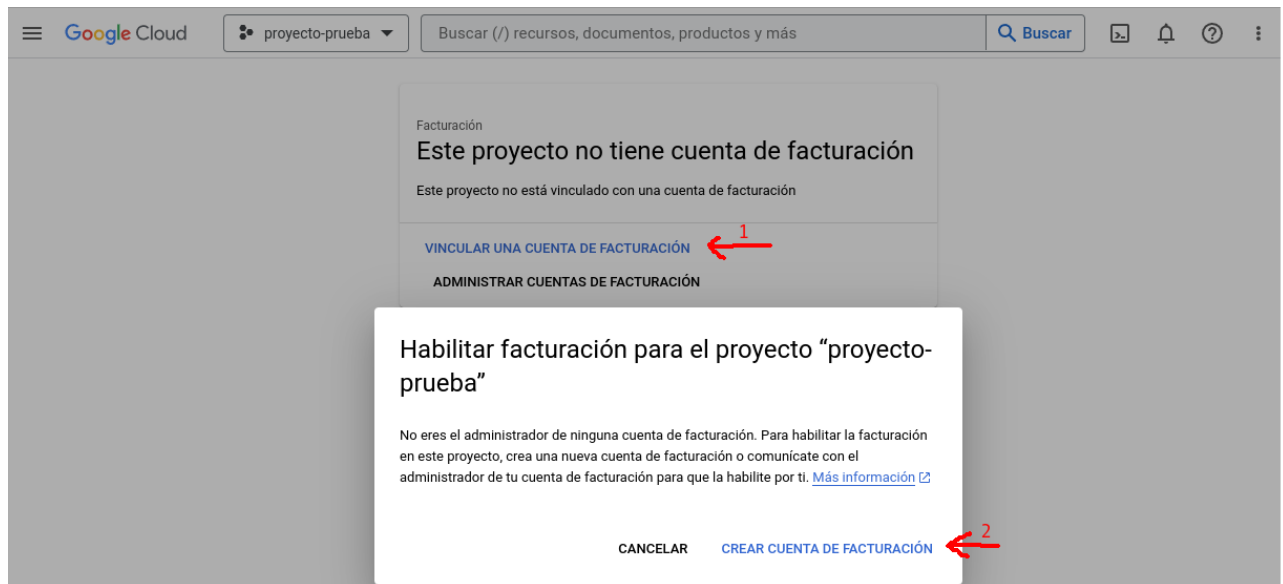 Google Cloud proyecto-prueba Buscar (/) recursos, documentos, productos y más Buscar
Facturación
Este proyecto no tiene cuenta de facturación
Este proyecto no está vinculado con una cuenta de facturación
VINCULAR UNA CUENTA DE FACTURACIÓN 1
ADMINISTRAR CUENTAS DE FACTURACIÓN
Habilitar facturación para el proyecto “proyecto-
prueba”
No eres el administrador de ninguna cuenta de facturación. Para habilitar la facturación
en este proyecto, crea una nueva cuenta de facturación o comunícate con el
administrador de tu cuenta de facturación para que la habilite por ti. Más información
CANCELAR CREAR CUENTA DE FACTURACIÓN 2